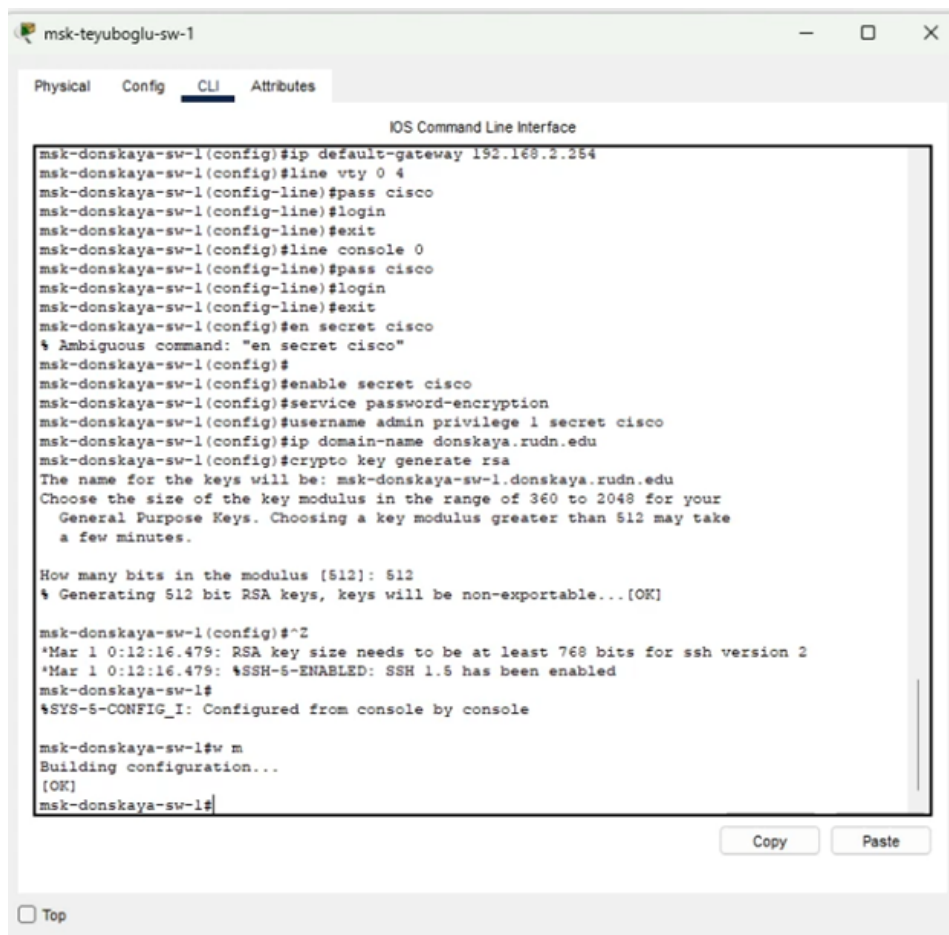 msk-teyuboglu-sw-1
Physical Config CLI Attributes
IOS Command Line Interface
msk-donskaya-sw-1(config)#ip default-gateway 192.168.2.254
msk-donskaya-sw-1(config)#line vty 0 4
msk-donskaya-sw-1(config-line)#pass cisco
msk-donskaya-sw-1(config-line)#login
msk-donskaya-sw-1(config-line)#exit
msk-donskaya-sw-1(config)#line console 0
msk-donskaya-sw-1(config-line)#pass cisco
msk-donskaya-sw-1(config-line)#login
msk-donskaya-sw-1(config-line)#exit
msk-donskaya-sw-1(config)#en secret cisco
% Ambiguous command: "en secret cisco"
msk-donskaya-sw-1(config)#
msk-donskaya-sw-1(config)#enable secret cisco
msk-donskaya-sw-1(config)#service password-encryption
msk-donskaya-sw-1(config)#username admin privilege 1 secret cisco
msk-donskaya-sw-1(config)#ip domain-name donskaya.rudn.edu
msk-donskaya-sw-1(config)#crypto key generate rsa
The name for the keys will be: msk-donskaya-sw-1.donskaya.rudn.edu
Choose the size of the key modulus in the range of 360 to 2048 for your
General Purpose Keys. Choosing a key modulus greater than 512 may take
a few minutes.
How many bits in the modulus [512]: 512
% Generating 512 bit RSA keys, keys will be non-exportable...[OK]
msk-donskaya-sw-1(config)#^Z
*Mar 1 0:12:16.479: RSA key size needs to be at least 768 bits for ssh version 2
*Mar 1 0:12:16.479: %SSH-5-ENABLED: SSH 1.5 has been enabled
msk-donskaya-sw-1#
%SYS-5-CONFIG_I: Configured from console by console
msk-donskaya-sw-1#w m
Building configuration...
[OK]
msk-donskaya-sw-1#
Copy Paste
Top